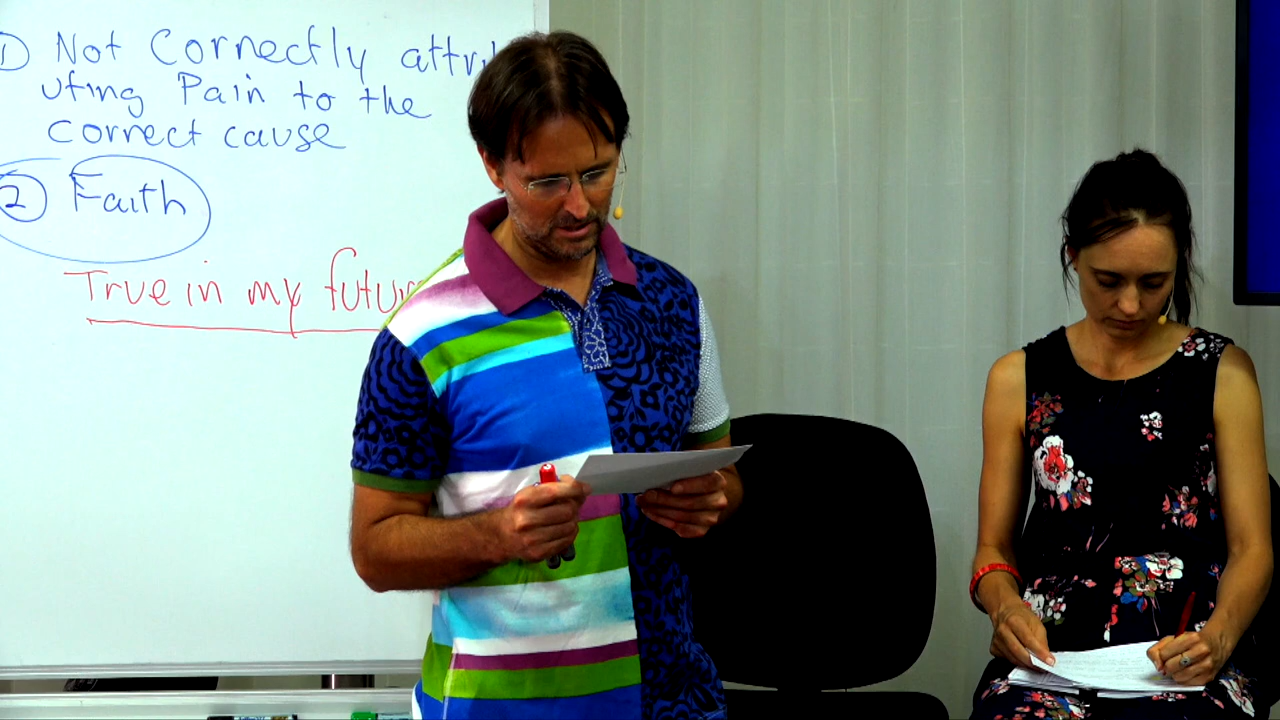 1) Not Correctly attri
uting Pain to the
correct cause
2 Faith
True in my futur